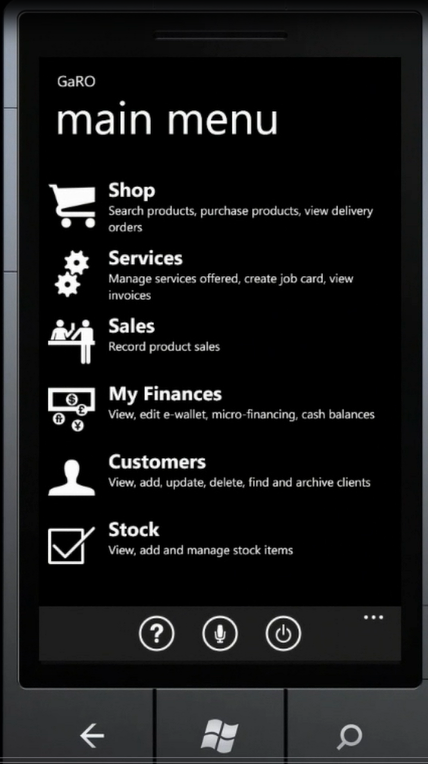 GaRO
main menu
Shop
Search products, purchase products, view delivery
orders
Services
Manage services offered, create job card, view
invoices
Sales
Record product sales
My Finances
View, edit e-wallet, micro-financing, cash balances
Customers
View, add, update, delete, find and archive clients
Stock
View, add and manage stock items